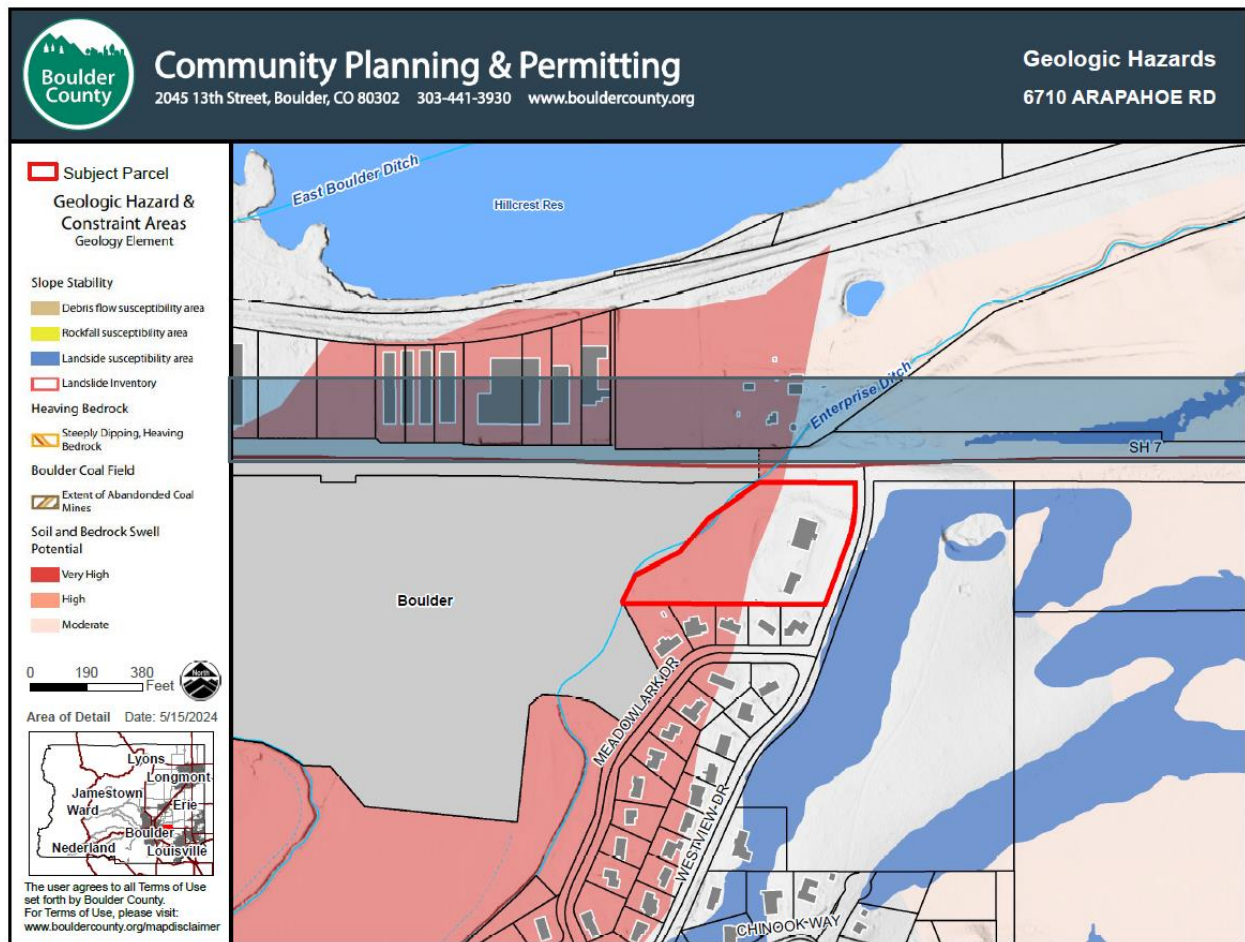 Boulder
County
Community Planning & Permitting
2045 13th Street, Boulder, CO 80302 303-441-3930 www.bouldercounty.org
Geologic Hazards
6710 ARAPAHOE RD
Subject Parcel
Geologic Hazard &
Constraint Areas
Geology Element
Slope Stability
Debris flow susceptibility area
Rockfall susceptibility area
Landside susceptibility area
Landslide Inventory
Heaving Bedrock
Steeply Dipping, Heaving
Bedrock
Boulder Coal Field
Extent of Abandonded Coal
Mines
Soil and Bedrock Swell
Potential
Very High
High
Moderate
0 190 380
Feet
North
Area of Detail Date: 5/15/2024
Lyons
Longmont
Jamestown
Ward
Erie
Boulder
Nederland
Louisville
The user agrees to all Terms of Use
set forth by Boulder County.
For Terms of Use, please visit:
www.bouldercounty.org/mapdisclaimer
East Boulder Ditch
Hillcrest Res
Enterprise Ditch
SH 7
Boulder
MEADOWLARK DR
WESTVIEW DR
CHINOOK WAY